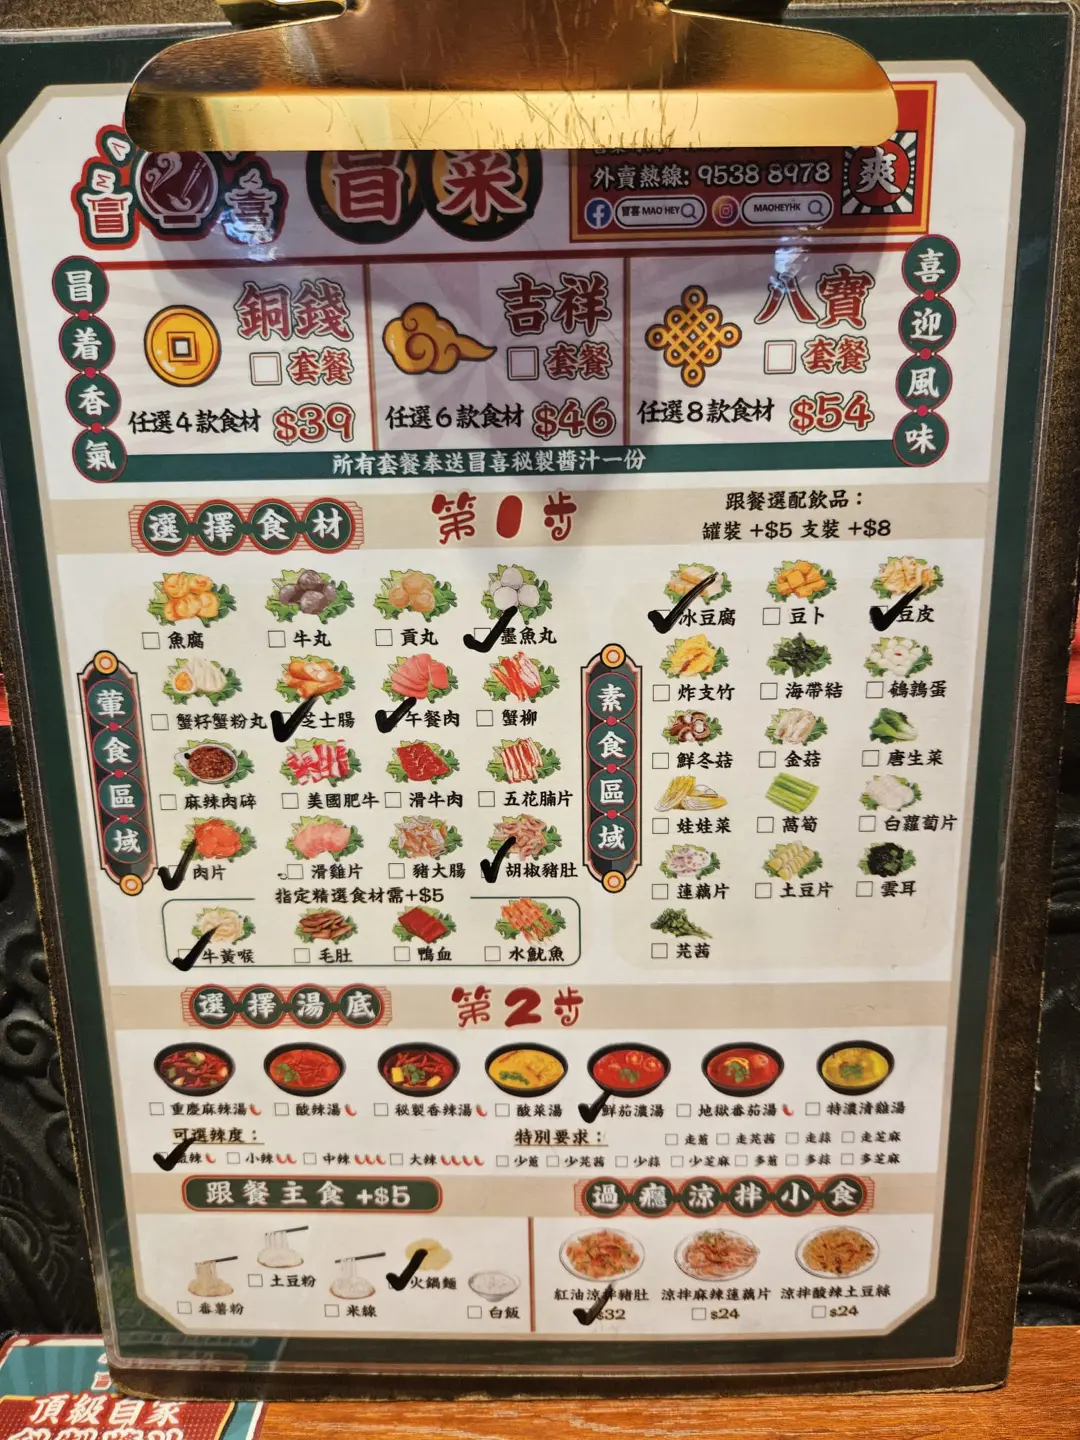 冒菜
外賣熱線: 9538 8978
冒喜 MAO HEY
MAOHEYHK
爽
冒喜
冒着香氣
喜迎風味
銅錢
套餐
任選4款食材 $39
吉祥
套餐
任選6款食材 $46
八寶
套餐
任選8款食材 $54
所有套餐奉送冒喜秘製醬汁一份
選擇食材
第1步
跟餐選配飲品：
罐裝 +$5 支裝 +$8
葷食區域
魚腐 牛丸 貢丸 墨魚丸
蟹籽蟹粉丸 芝士腸 午餐肉 蟹柳
麻辣肉碎 美國肥牛 滑牛肉 五花腩片
肉片 滑雞片 豬大腸 胡椒豬肚
指定精選食材需+$5
牛黃喉 毛肚 鴨血 水魷魚
素食區域
冰豆腐 豆卜 豆皮
炸支竹 海帶結 鵪鶉蛋
鮮冬菇 金菇 唐生菜
娃娃菜 萵筍 白蘿蔔片
蓮藕片 土豆片 雲耳
芫茜
選擇湯底
第2步
重慶麻辣湯 酸辣湯 秘製香辣湯 酸菜湯 鮮茄濃湯 地獄番茄湯 特濃清雞湯
可選辣度：
微辣 小辣 中辣 大辣
特別要求：
走蔥 走芫茜 走蒜 走芝麻
少蔥 少芫茜 少蒜 少芝麻 多蔥 多蒜 多芝麻
跟餐主食 +$5
番薯粉 土豆粉 米線 火鍋麵 白飯
過癮涼拌小食
紅油涼拌豬肚 涼拌麻辣蓮藕片 涼拌酸辣土豆絲
$32 $24 $24
頂級自家